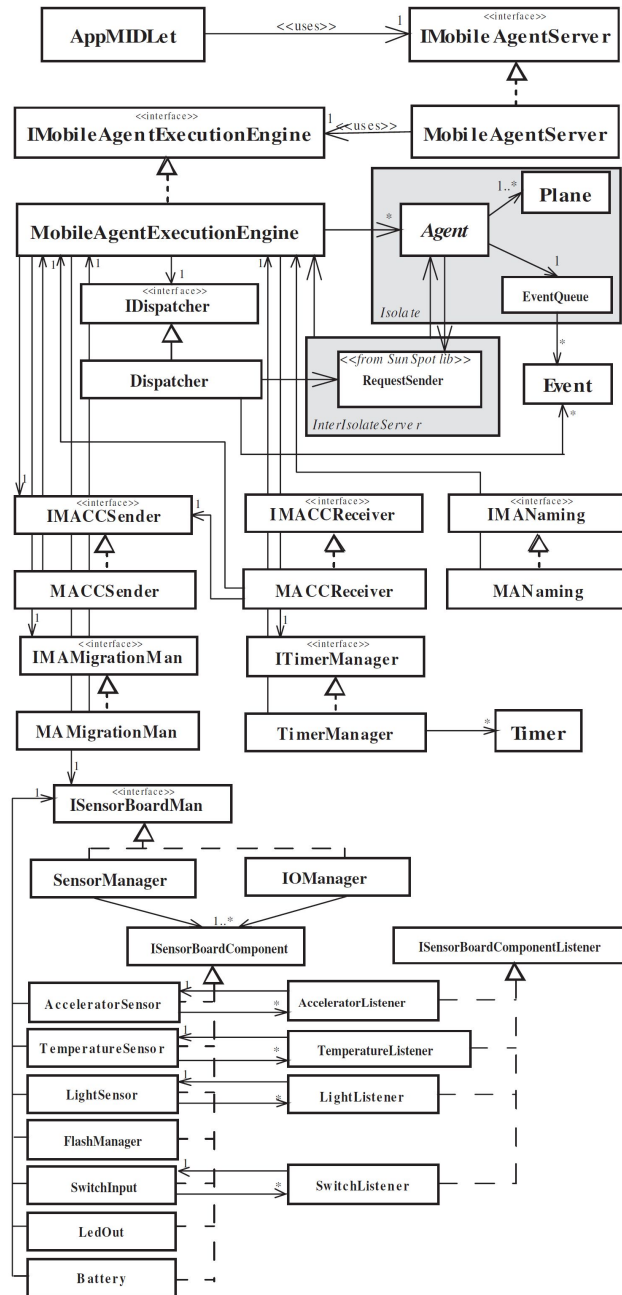 AppMIDLet
<<uses>>
1
<<interface>>
IMobileAgentServer
<<interface>>
IMobileAgentExecutionEngine
1
<<uses>>
MobileAgentServer
MobileAgentExecutionEngine
*
Agent
1..*
Plane
1
EventQueue
Isolate
1
1
1
1
1
<<interface>>
IDispatcher
*
Dispatcher
<<from SunSpot lib>>
RequestSender
InterIsolateServer
Event
*
1
<<interface>>
IMACCSender
1
<<interface>>
IMACCReceiver
<<interface>>
IMANaming
MACCSender
MACCReceiver
MANaming
1
<<interface>>
IMAMigrationMan
1
<<interface>>
ITimerManager
MAMigrationMan
TimerManager
*
Timer
1
1
<<interface>>
ISensorBoardMan
SensorManager
IOManager
1..*
ISensorBoardComponent
ISensorBoardComponentListener
AcceleratorSensor
1
*
AcceleratorListener
TemperatureSensor
1
*
TemperatureListener
LightSensor
1
*
LightListener
FlashManager
SwitchInput
1
*
SwitchListener
LedOut
Battery